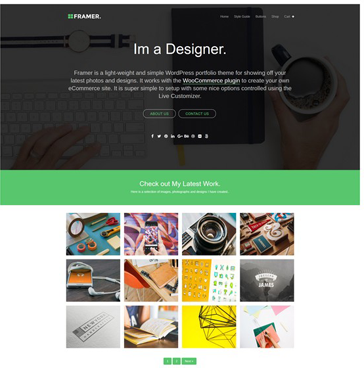 FRAMER.
Home Style Guide Buttons Shop Cart
Im a Designer.
Framer is a light-weight and simple WordPress portfolio theme for showing off your
latest photos and designs. It works with the WooCommerce plugin to create your own
eCommerce site. It is super simple to setup with some nice options controlled using the
Live Customizer.
ABOUT US CONTACT US
Check out My Latest Work.
Here is a selection of images, photographs and designs I have created.
JAMES
1 2 Next »